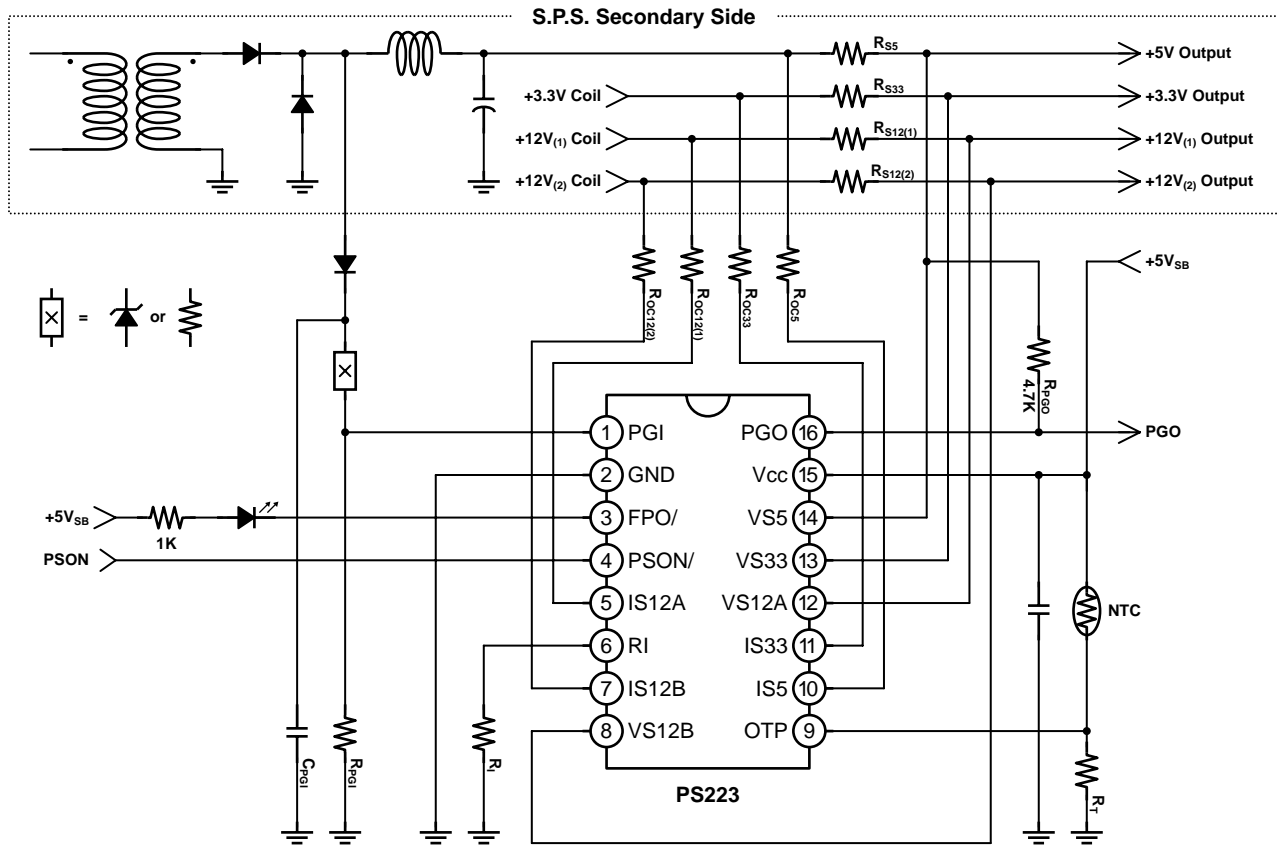 S.P.S. Secondary Side
RS5
+5V Output
+3.3V Coil
RS33
+3.3V Output
+12V(1) Coil
RS12(1)
+12V(1) Output
+12V(2) Coil
RS12(2)
+12V(2) Output
+5VSB
ROC12(2)
ROC12(1)
ROC33
ROC5
= or
RPGO
4.7K
1 PGI
PGO 16
PGO
2 GND
Vcc 15
+5VSB
1K
3 FPO/
VS5 14
PSON
4 PSON/
VS33 13
5 IS12A
VS12A 12
NTC
6 RI
IS33 11
7 IS12B
IS5 10
8 VS12B
OTP 9
CPGI
RPGI
RI
RT
PS223